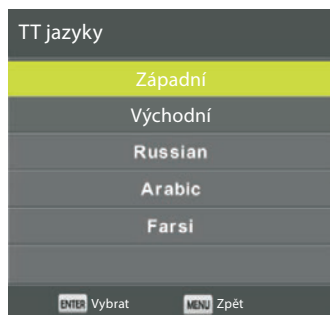 TT jazyky
Západní
Východní
Russian
Arabic
Farsi
ENTER Vybrat MENU Zpět